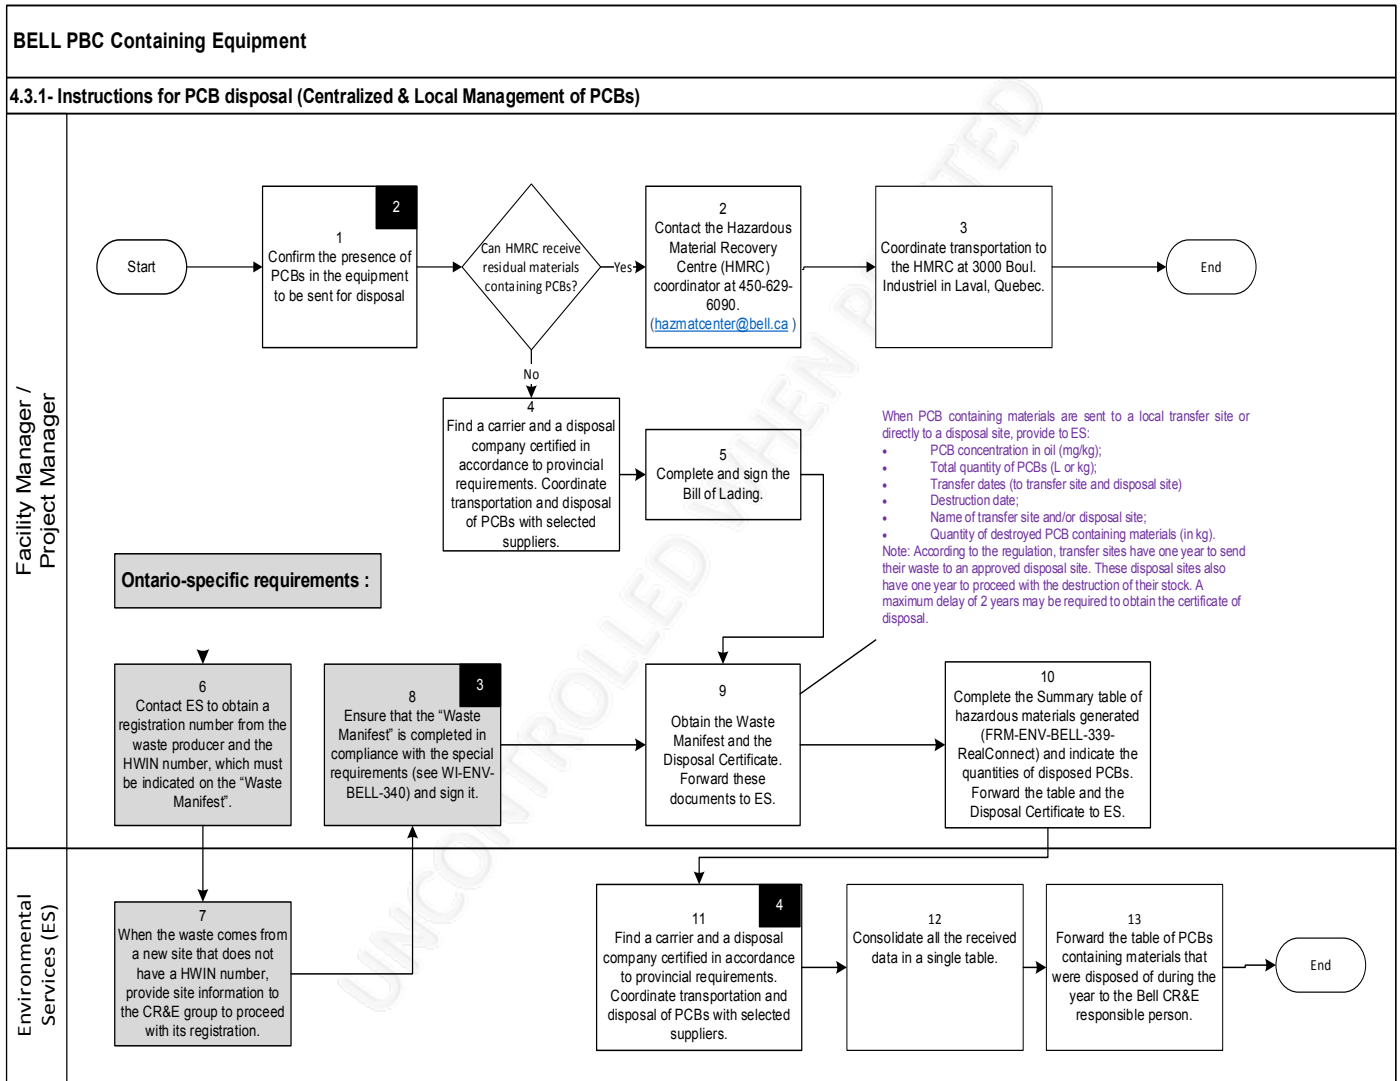 BELL PBC Containing Equipment
4.3.1- Instructions for PCB disposal (Centralized & Local Management of PCBs)
Facility Manager /
Project Manager
Start
2
1
Confirm the presence of
PCBs in the equipment
to be sent for disposal
Can HMRC receive
residual materials
containing PCBs?
Yes
2
Contact the Hazardous
Material Recovery
Centre (HMRC)
coordinator at 450-629-
6090.
(hazmatcenter@bell.ca )
3
Coordinate transportation to
the HMRC at 3000 Boul.
Industriel in Laval, Quebec.
End
No
4
Find a carrier and a disposal
company certified in
accordance to provincial
requirements. Coordinate
transportation and disposal
of PCBs with selected
suppliers.
5
Complete and sign the
Bill of Lading.
When PCB containing materials are sent to a local transfer site or
directly to a disposal site, provide to ES:
• PCB concentration in oil (mg/kg);
• Total quantity of PCBs (L or kg);
• Transfer dates (to transfer site and disposal site)
• Destruction date;
• Name of transfer site and/or disposal site;
• Quantity of destroyed PCB containing materials (in kg).
Note: According to the regulation, transfer sites have one year to send
their waste to an approved disposal site. These disposal sites also
have one year to proceed with the destruction of their stock. A
maximum delay of 2 years may be required to obtain the certificate of
disposal.
Ontario-specific requirements :
6
Contact ES to obtain a
registration number from the
waste producer and the
HWIN number, which must
be indicated on the “Waste
Manifest”.
3
8
Ensure that the “Waste
Manifest” is completed in
compliance with the special
requirements (see WI-ENV-
BELL-340) and sign it.
9
Obtain the Waste
Manifest and the
Disposal Certificate.
Forward these
documents to ES.
10
Complete the Summary table of
hazardous materials generated
(FRM-ENV-BELL-339-
RealConnect) and indicate the
quantities of disposed PCBs.
Forward the table and the
Disposal Certificate to ES.
Environmental
Services (ES)
7
When the waste comes from
a new site that does not
have a HWIN number,
provide site information to
the CR&E group to proceed
with its registration.
4
11
Find a carrier and a disposal
company certified in accordance
to provincial requirements.
Coordinate transportation and
disposal of PCBs with selected
suppliers.
12
Consolidate all the received
data in a single table.
13
Forward the table of PCBs
containing materials that
were disposed of during the
year to the Bell CR&E
responsible person.
End
UNCONTROLLED WHEN PRINTED